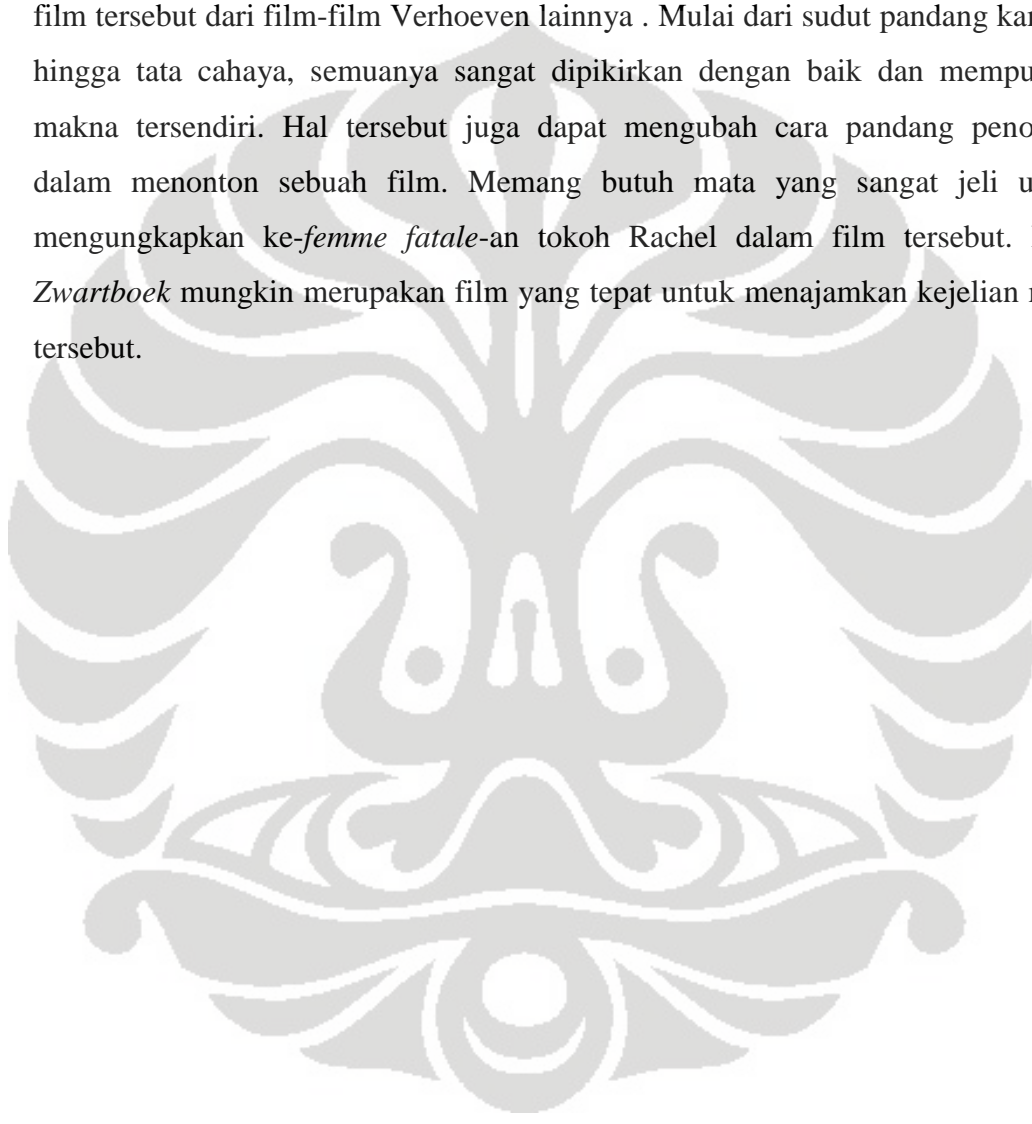 film tersebut dari film-film Verhoeven lainnya . Mulai dari sudut pandang
hingga tata cahaya, semuanya sangat dipikirkan dengan baik dan
makna tersendiri. Hal tersebut juga dapat mengubah cara pandang
dalam menonton sebuah film. Memang butuh mata yang sangat jeli
mengungkapkan ke-femme fatale-an tokoh Rachel dalam film tersebut.
Zwartboek mungkin merupakan film yang tepat untuk menajamkan kejelian
tersebut.